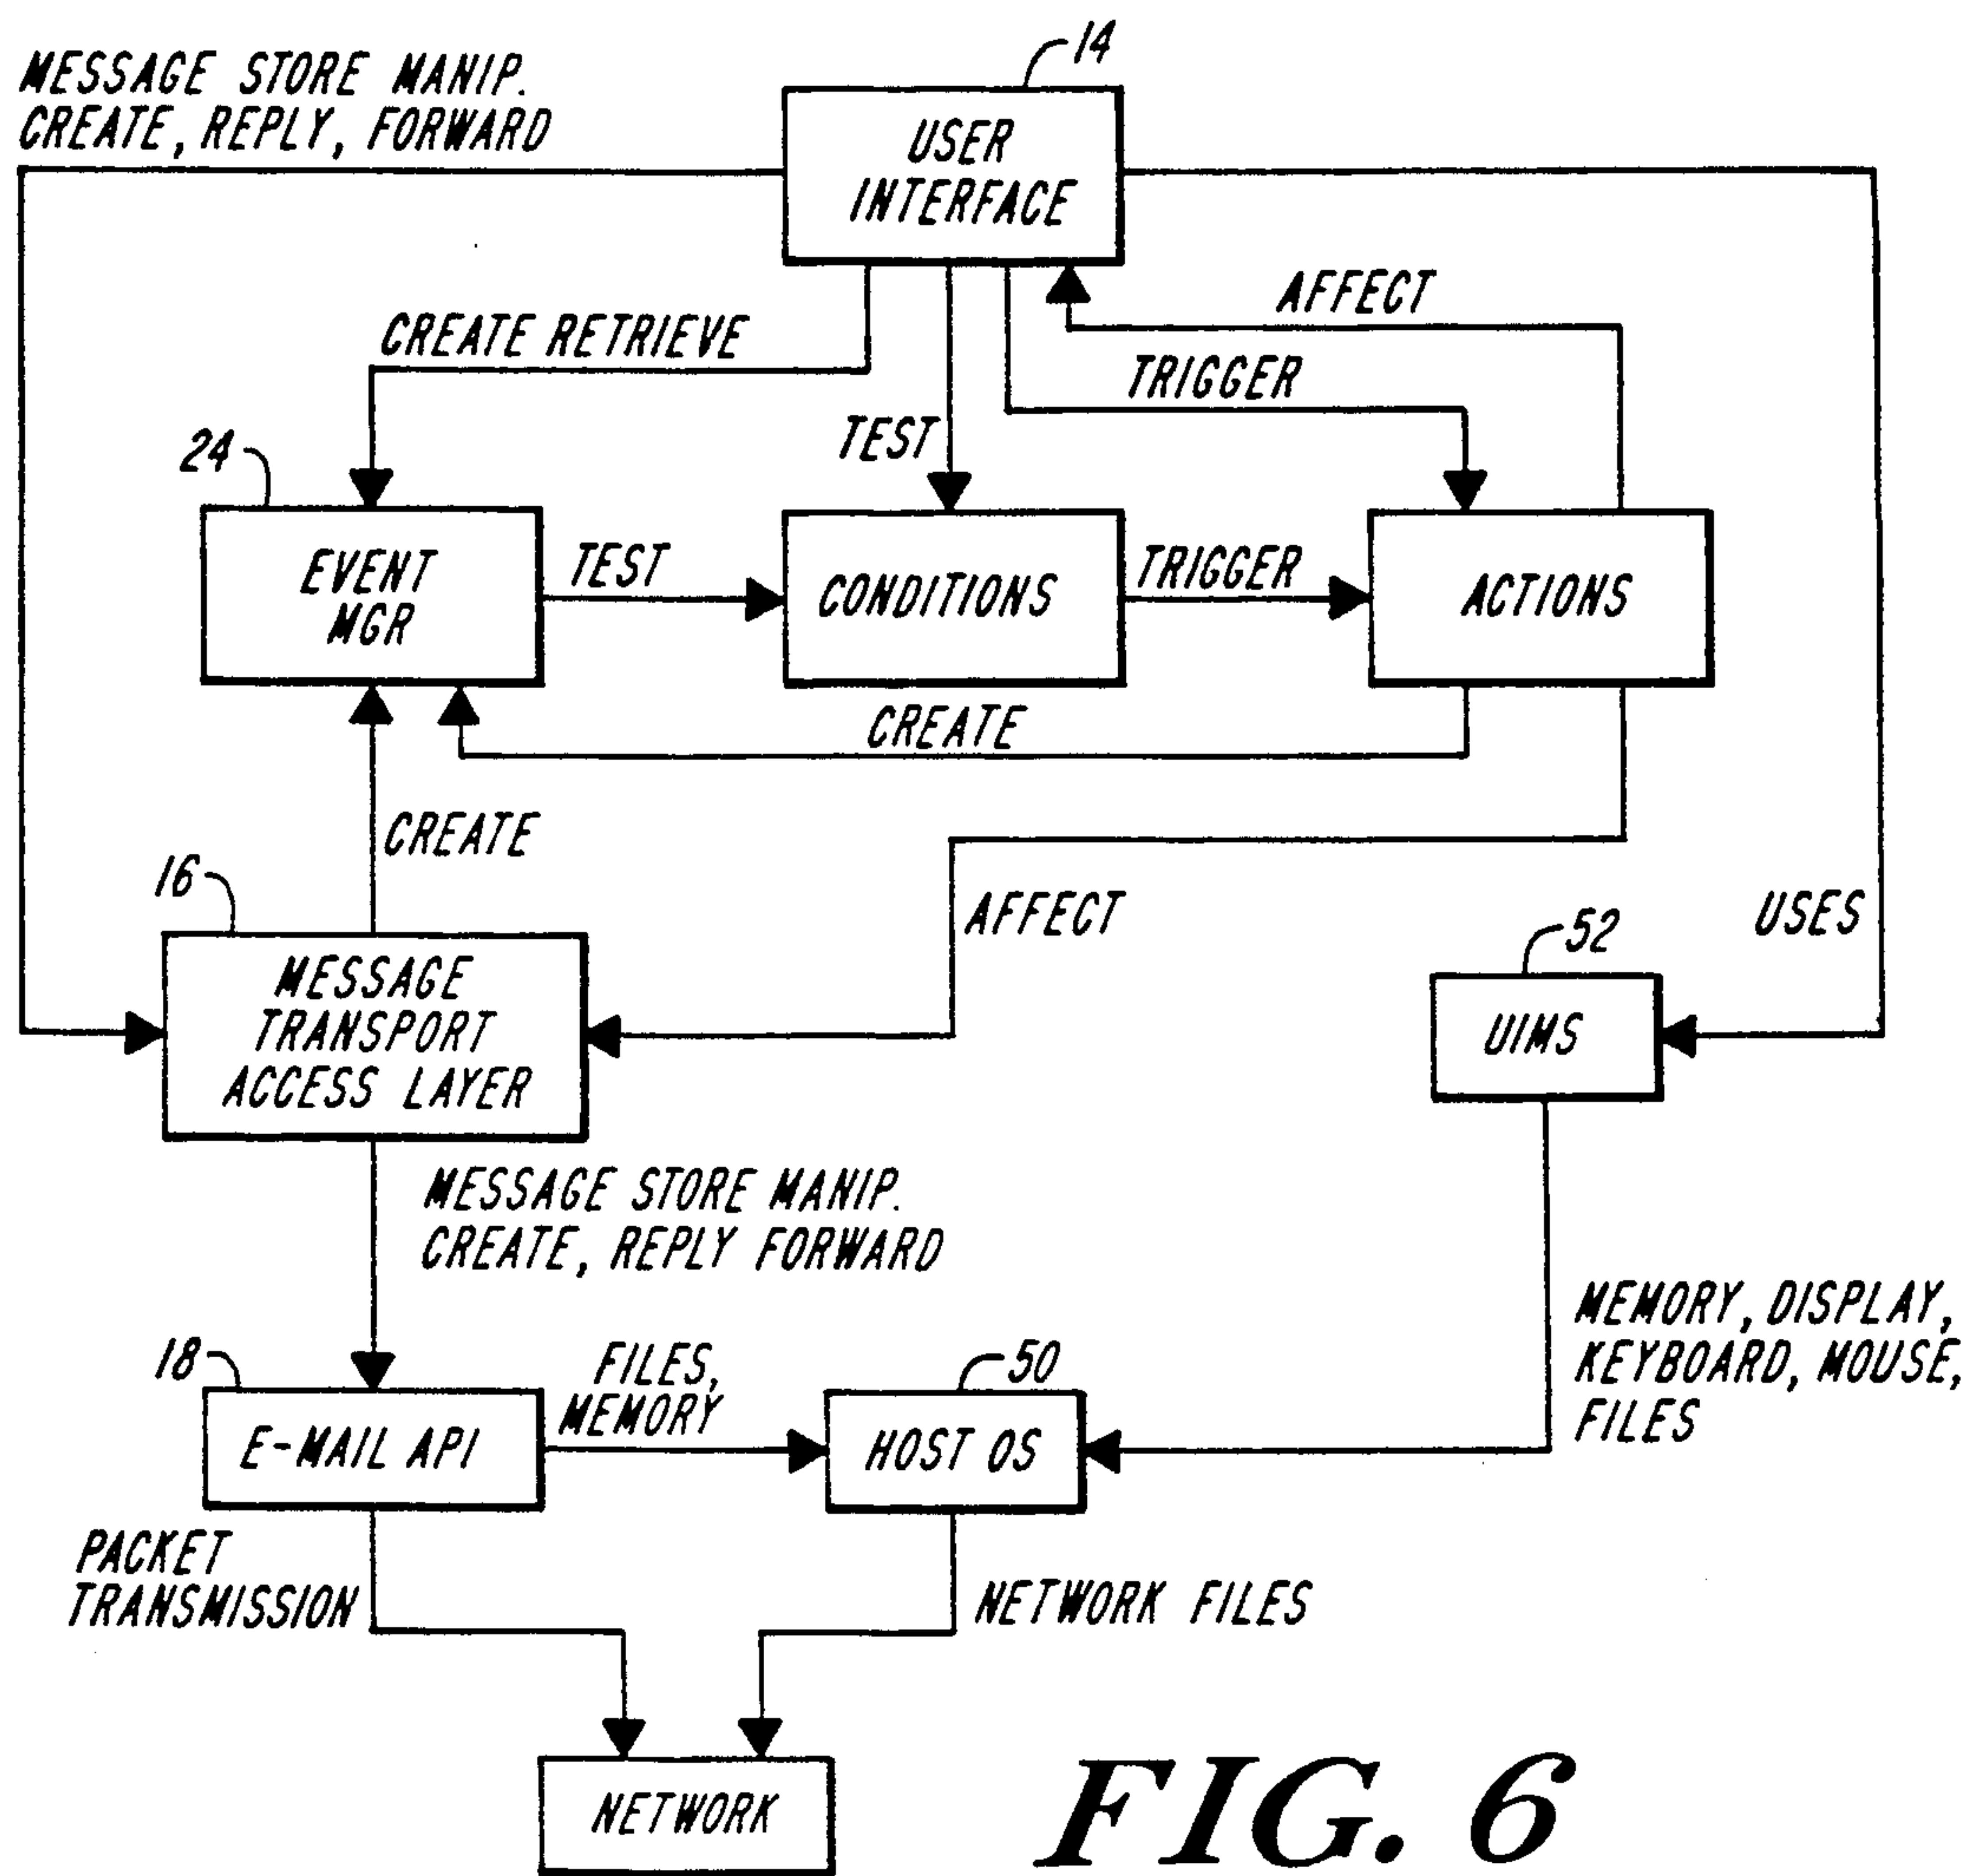 14
MESSAGE STORE MANIP.
CREATE, REPLY, FORWARD
USER
INTERFACE
AFFECT
CREATE RETRIEVE
TRIGGER
TEST
24
EVENT
MGR
TEST
CONDITIONS
TRIGGER
ACTIONS
CREATE
CREATE
16
AFFECT
USES
52
MESSAGE
TRANSPORT
ACCESS LAYER
UIMS
MESSAGE STORE MANIP.
CREATE, REPLY FORWARD
MEMORY, DISPLAY,
KEYBOARD, MOUSE,
FILES
18
FILES,
MEMORY
50
E-MAIL API
HOST OS
PACKET
TRANSMISSION
NETWORK FILES
NETWORK
FIG. 6